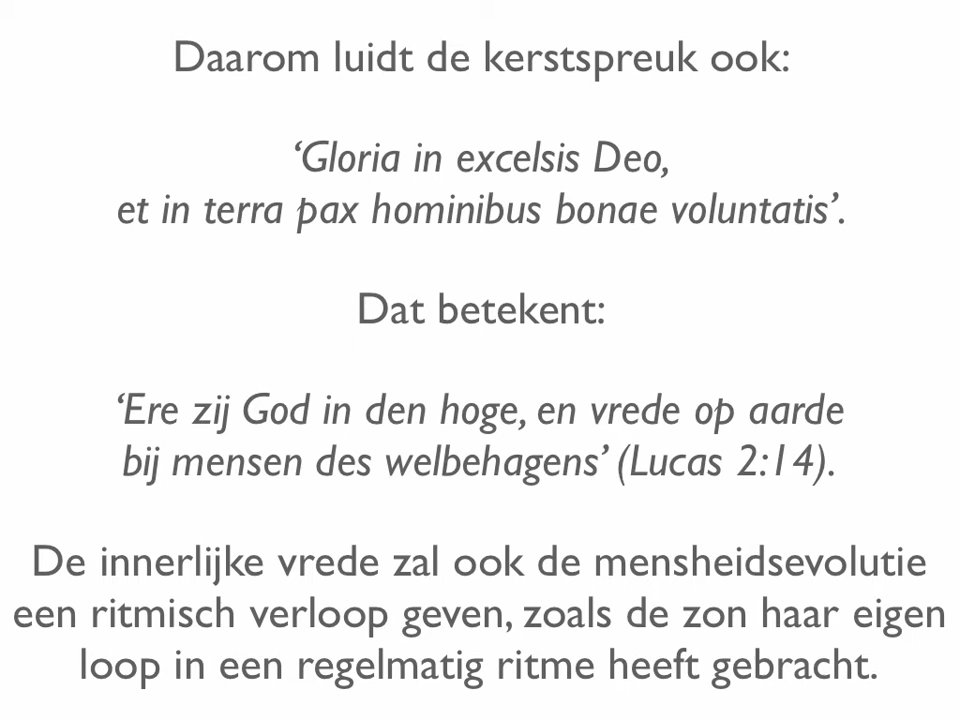 Daarom luidt de kerstspreuk ook:
‘Gloria in excelsis Deo,
et in terra pax hominibus bonae voluntatis’.
Dat betekent:
‘Ere zij God in den hoge, en vrede op aarde
bij mensen des welbehagens’ (Lucas 2:14).
De innerlijke vrede zal ook de mensheidsevolutie
een ritmisch verloop geven, zoals de zon haar eigen
loop in een regelmatig ritme heeft gebracht.